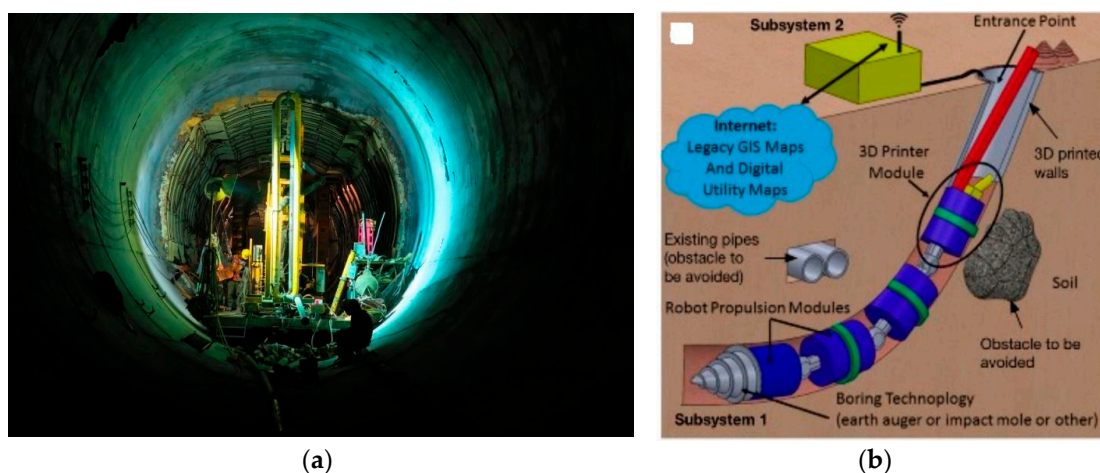 Subsystem 2
Entrance Point
Internet:
Legacy GIS Maps
And Digital
Utility Maps
3D Printer
Module
3D printed
walls
Existing pipes
(obstacle to
be avoided)
Soil
Robot Propulsion Modules
Obstacle to be
avoided
Boring Technoplogy
(earth auger or impact mole or other)
Subsystem 1
(a)
(b)